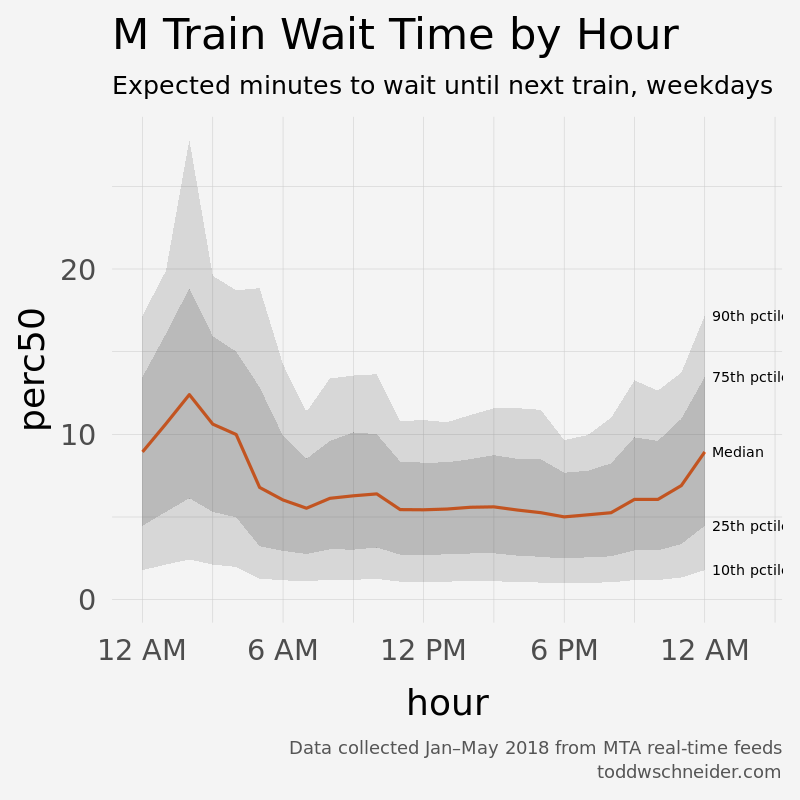 M Train Wait Time by Hour
Expected minutes to wait until next train, weekdays
perc50
20
10
0
90th pctile
75th pctile
Median
25th pctile
10th pctile
12 AM 6 AM 12 PM 6 PM 12 AM
hour
Data collected Jan–May 2018 from MTA real-time feeds
toddwschneider.com